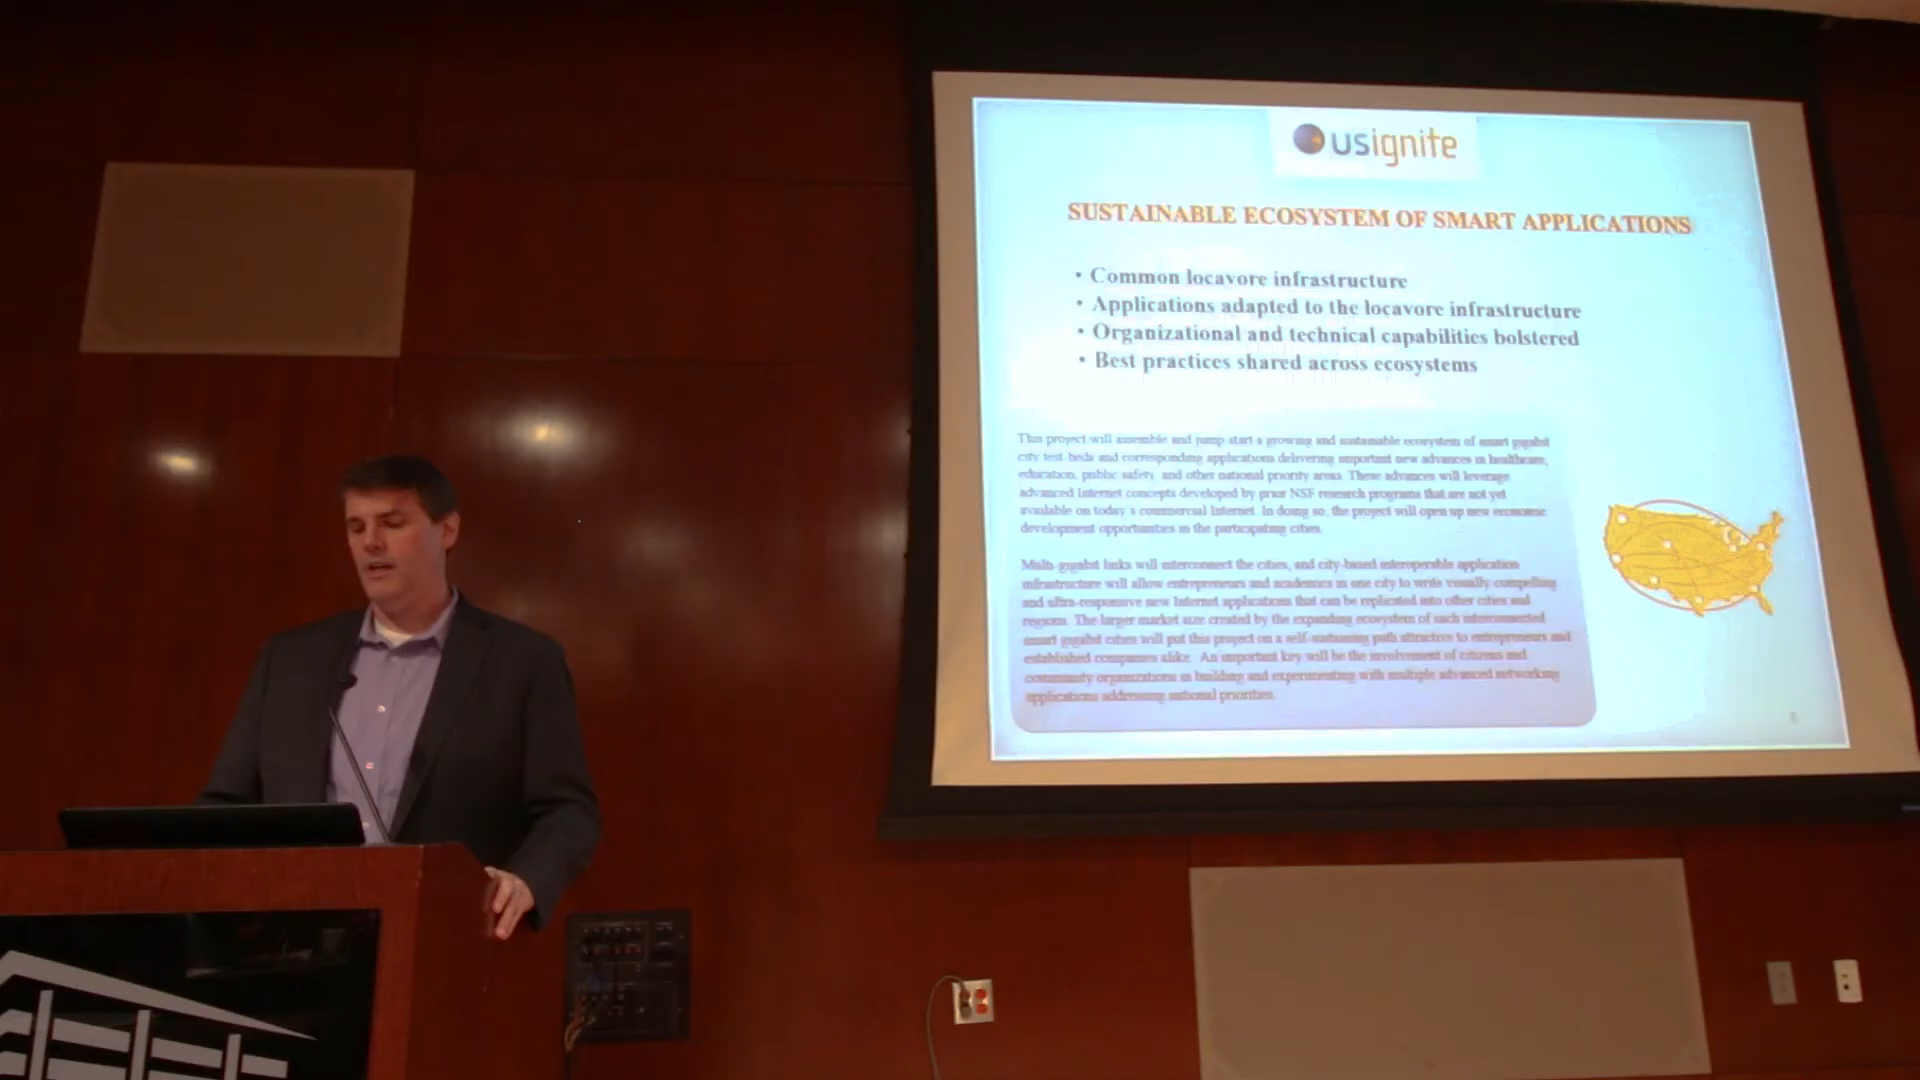 usignite
SUSTAINABLE ECOSYSTEM OF SMART APPLICATIONS
• Common locavore infrastructure
• Applications adapted to the locavore infrastructure
• Organizational and technical capabilities bolstered
• Best practices shared across ecosystems
This project will assemble and jump-start a growing and sustainable ecosystem of smart gigabit
city test beds and corresponding applications delivering important new advances in healthcare,
education, public safety, and other national priority areas. These advances will leverage
advanced Internet concepts developed by prior NSF research programs that are not yet
available on today's commercial Internet. In doing so, the project will open up new economic
development opportunities in the participating cities.
Multi-gigabit links will interconnect the cities, and city-based interoperable application
infrastructure will allow entrepreneurs and academics in one city to write visually-compelling
and ultra-responsive new Internet applications that can be replicated into other cities and
regions. The larger market size created by the expanding ecosystem of such interconnected
smart gigabit cities will put this project on a self-sustaining path attractive to entrepreneurs and
established companies alike. An important key will be the involvement of citizens and
community organizations in building and experimenting with multiple advanced networking
applications addressing national priorities.